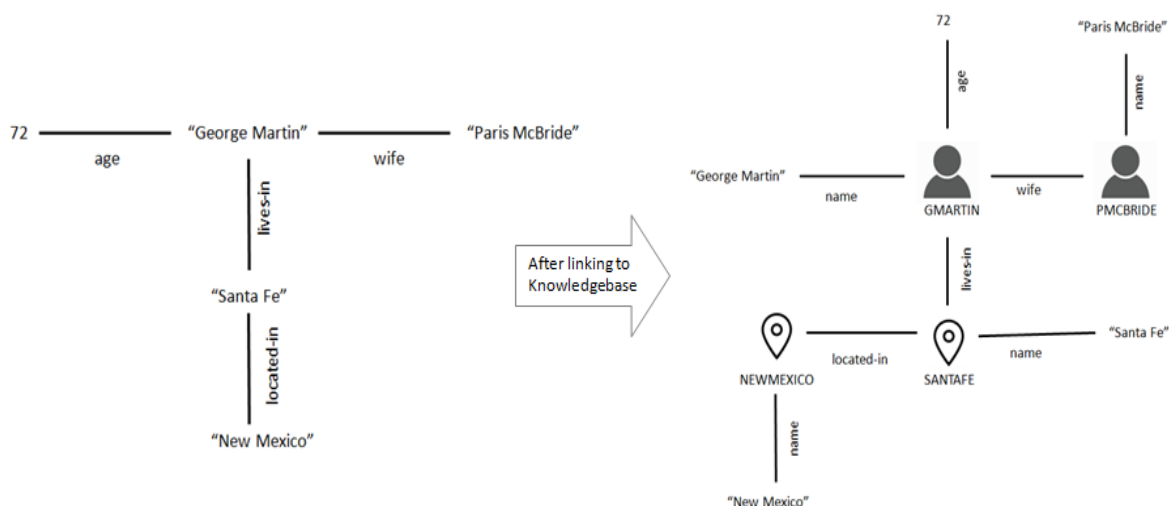 72
"George Martin"
"Paris McBride"
age
wife
lives-in
"Santa Fe"
located-in
"New Mexico"
After linking to
Knowledgebase
72
"Paris McBride"
age
name
"George Martin"
name
wife
GMARTIN
PMCBRIDE
lives-in
"Santa Fe"
located-in
name
NEWMEXICO
SANTAFE
name
"New Mexico"